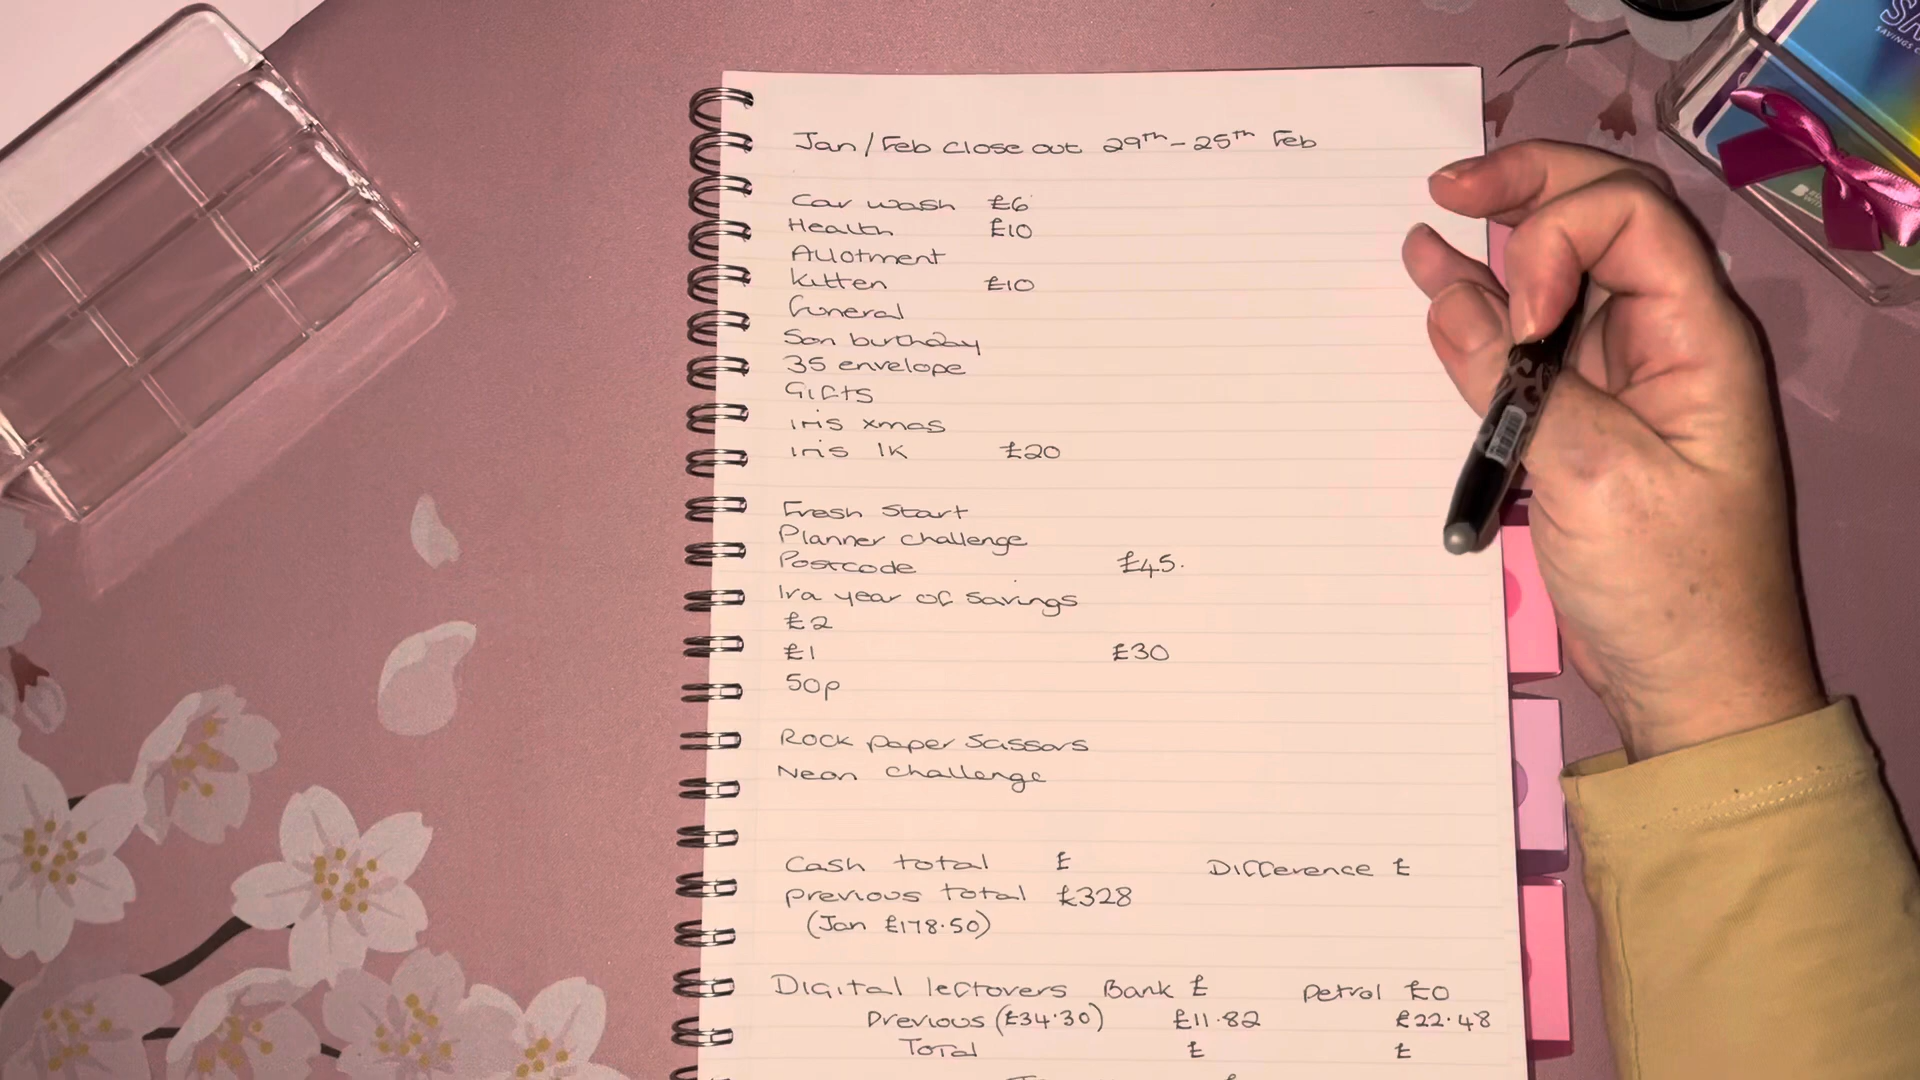 Jan/Feb close out 29th - 25th Feb
Car wash £6
Health £10
Allotment
Kitten £10
Funeral
Son birthday
35 envelope
Gifts
iris xmas
iris 1K £20
Fresh Start
Planner challenge
Postcode £45.
Iva year of savings
£2
£1 £30
50p
Rock paper Scissors
Neon challenge
Cash total £ Difference £
previous total £328
(Jan £178.50)
Digital leftovers Bank £ Petrol £0
Previous (£34.30) £11.82 £22.48
Total £ £
SAVINGS